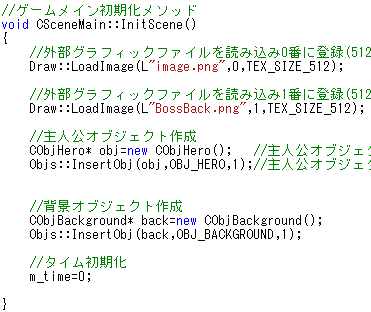 //ゲームメイン初期化メソッド
void CSceneMain::InitScene()
{
//外部グラフィックファイルを読み込み0番に登録(512
Draw::LoadImage(L"image.png",0,TEX_SIZE_512);
//外部グラフィックファイルを読み込み1番に登録(512
Draw::LoadImage(L"BossBack.png",1,TEX_SIZE_512);
//主人公オブジェクト作成
CObjHero* obj=new CObjHero(); //主人公オブジェク
Objs::InsertObj(obj,OBJ_HERO,1);//主人公オブジェク
//背景オブジェクト作成
CObjBackground* back=new CObjBackground();
Objs::InsertObj(back,OBJ_BACKGROUND,1);
//タイム初期化
m_time=0;
}